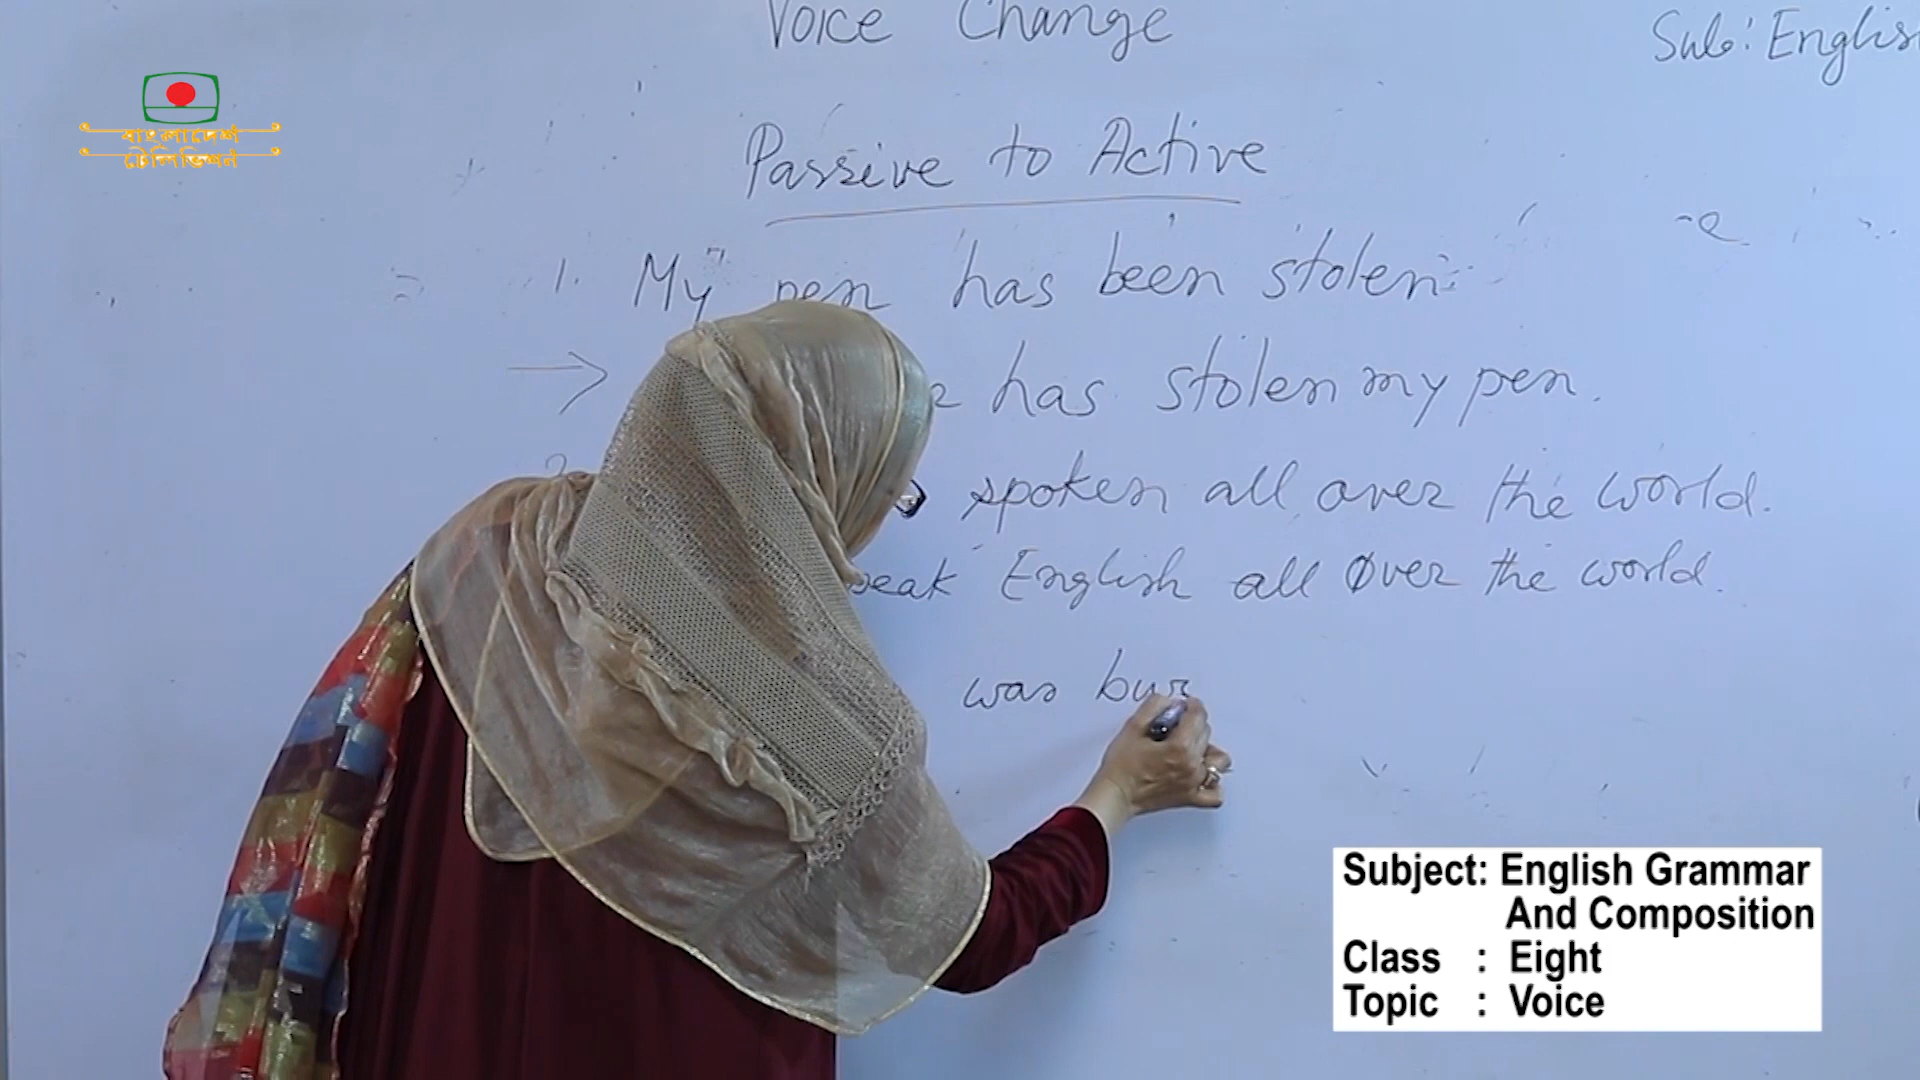 Voice Change
Sub: English
বাংলাদেশ
টেলিভিশন
Passive to Active
1. My pen has been stolen.
→ has stolen my pen.
spoken all over the world.
English all over the world.
was bur
Subject: English Grammar
And Composition
Class : Eight
Topic : Voice